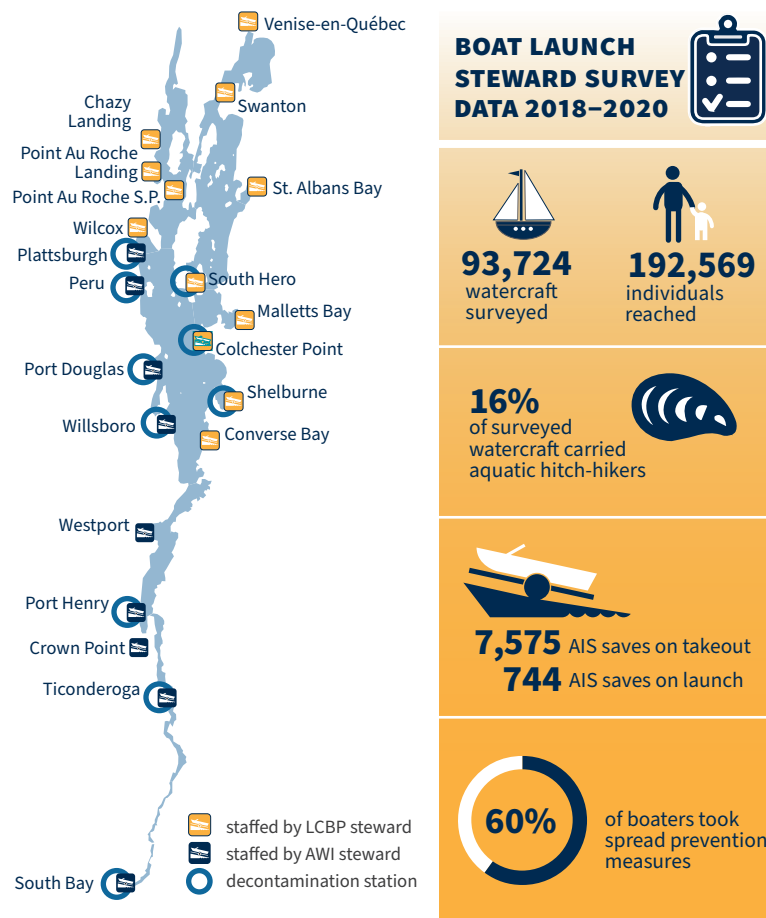 Venise-en-Québec
Swanton
Chazy
Landing
Point Au Roche
Landing
Point Au Roche S.P.
St. Albans Bay
Wilcox
Plattsburgh
Peru
South Hero
Malletts Bay
Colchester Point
Port Douglas
Shelburne
Willsboro
Converse Bay
Westport
Port Henry
Crown Point
Ticonderoga
South Bay
staffed by LCBP steward
staffed by AWI steward
decontamination station
BOAT LAUNCH
STEWARD SURVEY
DATA 2018–2020
93,724
watercraft
surveyed
192,569
individuals
reached
16%
of surveyed
watercraft carried
aquatic hitch-hikers
7,575 AIS saves on takeout
744 AIS saves on launch
60%
of boaters took
spread prevention
measures